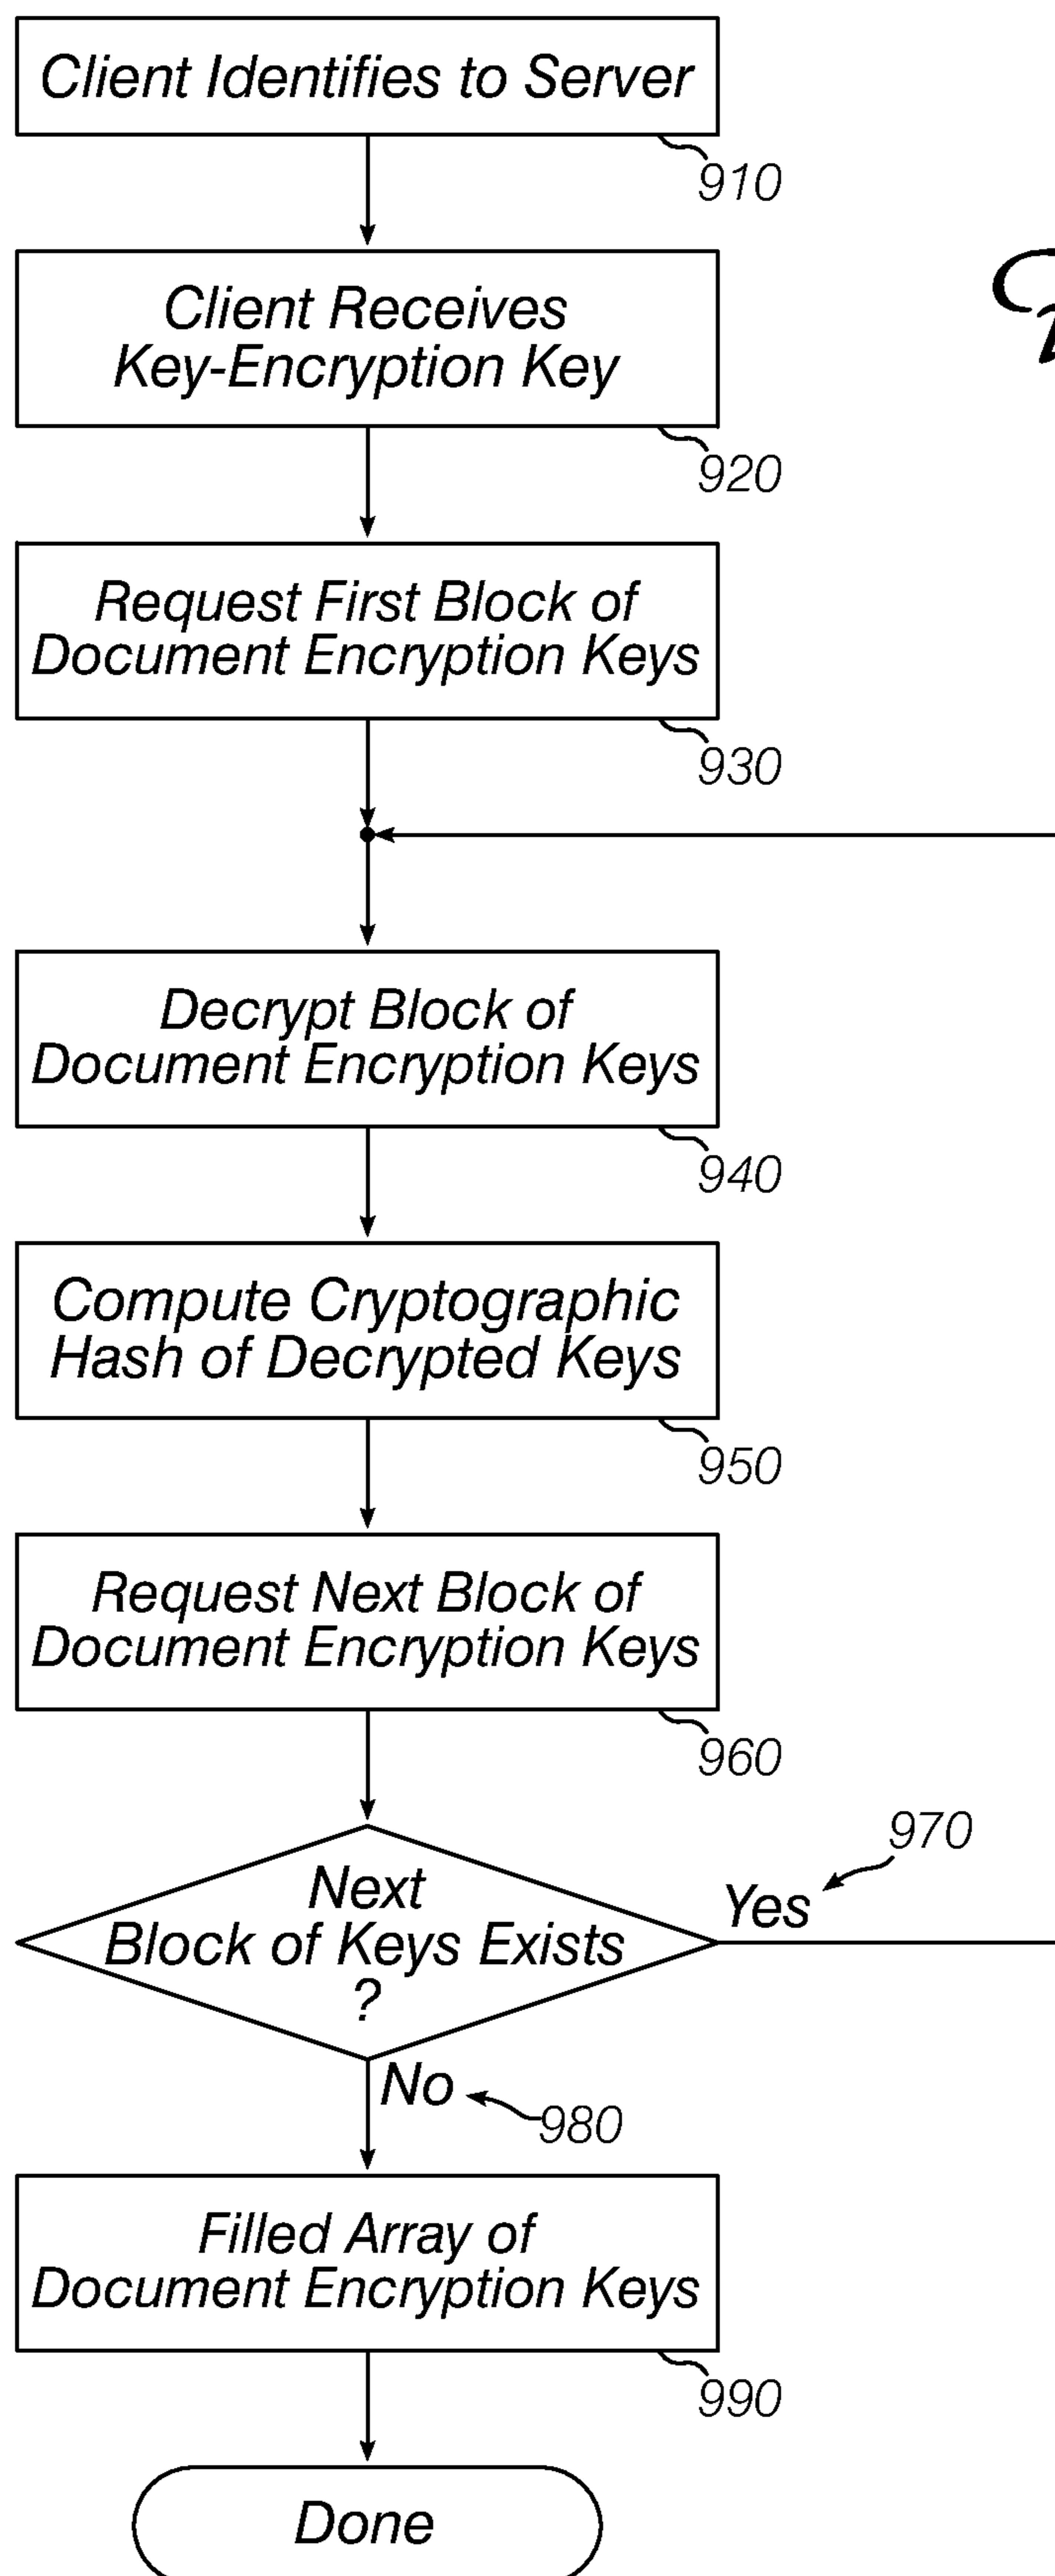 Client Identifies to Server
910
Client Receives
Key-Encryption Key
920
Request First Block of
Document Encryption Keys
930
Decrypt Block of
Document Encryption Keys
940
Compute Cryptographic
Hash of Decrypted Keys
950
Request Next Block of
Document Encryption Keys
960
970
Next
Yes
Block of Keys Exists
?
No
980
Filled Array of
Document Encryption Keys
990
Done